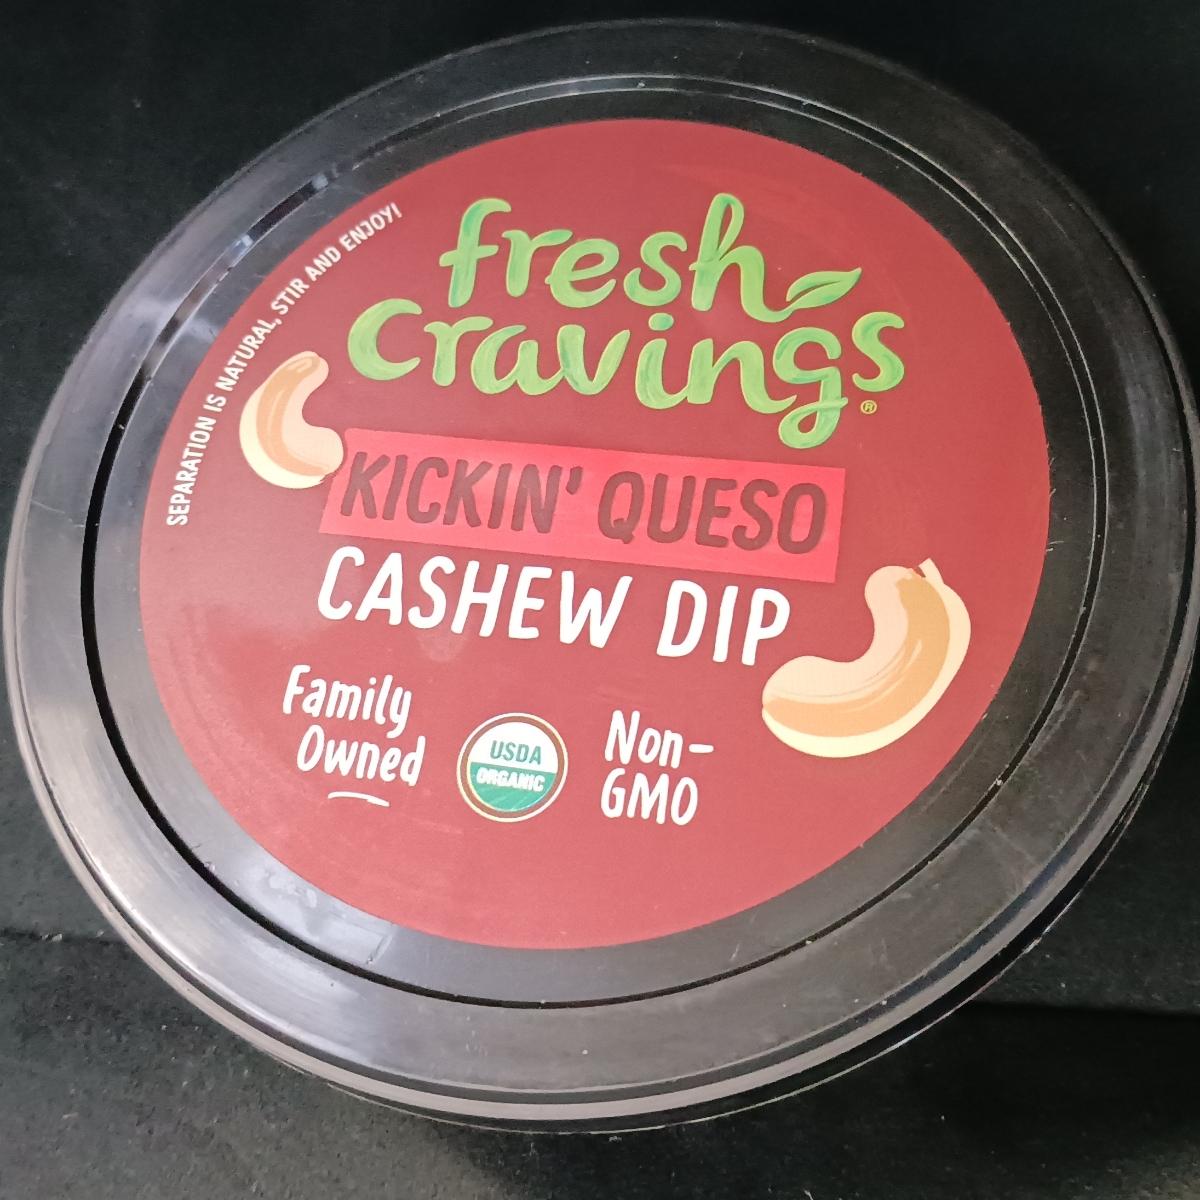 SEPARATION IS NATURAL, STIR AND ENJOY!
fresh
cravings®
KICKIN' QUESO
CASHEW DIP
Family
Owned
USDA
ORGANIC
Non-
GMO